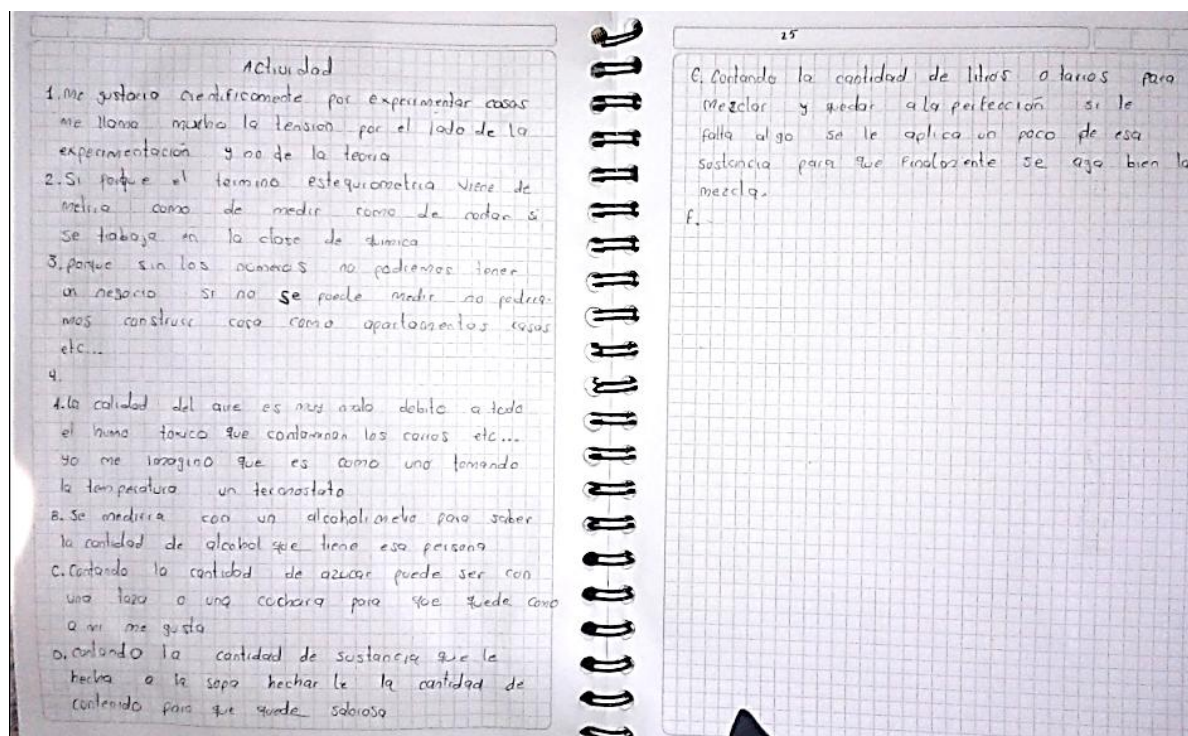 Actividad
1. Me gustaria cientificamente por experimentar cosas
me llama mucho la tension por el lado de la
experimentación y no de la teoria
2. Si porque el termino estequiometria viene de
metria como de medir como de contar si
se trabaja en la clase de quimica
3. porque sin los numeros no podremos tener
un negocio si no se puede medir no podria-
mos construir cosa como apartamentos casas
etc...
4.
A. la calidad del aire es muy malo debito a todo
el humo toxico que contaminan los carros etc...
yo me imagino que es como uno tomando
la temperatura un termostato
B. Se mediria con un alcoholimetro para saber
la cantidad de alcohol que tiene esa persona
C. Contando la cantidad de azucar puede ser con
una taza o una cuchara para que quede como
a mi me gusta
D. contando la cantidad de sustancia que le
hecha a la sopa hechar le la cantidad de
contenido para que quede sabrosa
25
E. Contando la cantidad de litros o tarros para
mezclar y quedar a la perfección si le
falta algo se le aplica un poco de esa
sustancia para que finalmente se aga bien la
mezcla.
F.